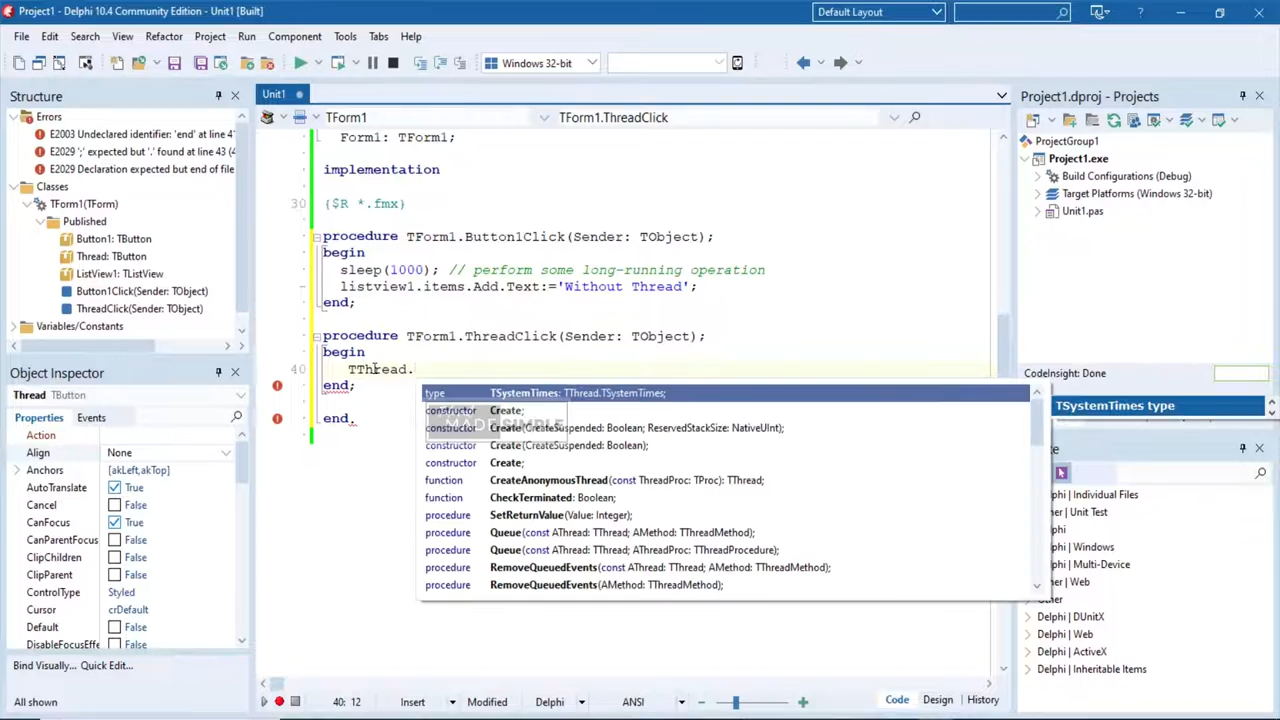 Project1 - Delphi 10.4 Community Edition - Unit1 [Built]
Default Layout
File Edit Search View Refactor Project Run Component Tools Tabs Help
Windows 32-bit
Structure
Unit1
Project1.dproj - Projects
TForm1
TForm1.ThreadClick
Errors
E2003 Undeclared identifier: 'end' at line 4
E2029 ';' expected but '.' found at line 43 (4
E2029 Declaration expected but end of file
Classes
TForm1(TForm)
Published
Button1: TButton
Thread: TButton
ListView1: TListView
Button1Click(Sender: TObject)
ThreadClick(Sender: TObject)
Variables/Constants
Form1: TForm1;
implementation
30
{$R *.fmx}
procedure TForm1.Button1Click(Sender: TObject);
begin
sleep(1000); // perform some long-running operation
listview1.items.Add.Text:='Without Thread';
end;
procedure TForm1.ThreadClick(Sender: TObject);
begin
40
TThread.
end;
end.
type TSystemTimes: TThread.TSystemTimes;
constructor Create;
constructor Create(CreateSuspended: Boolean; ReservedStackSize: NativeUInt);
constructor Create(CreateSuspended: Boolean);
constructor Create;
function CreateAnonymousThread(const ThreadProc: TProc): TThread;
function CheckTerminated: Boolean;
procedure SetReturnValue(Value: Integer);
procedure Queue(const AThread: TThread; AMethod: TThreadMethod);
procedure Queue(const AThread: TThread; AThreadProc: TThreadProcedure);
procedure RemoveQueuedEvents(const AThread: TThread; AMethod: TThreadMethod);
procedure RemoveQueuedEvents(AMethod: TThreadMethod);
MADE SIMPLE
ProjectGroup1
Project1.exe
Build Configurations (Debug)
Target Platforms (Windows 32-bit)
Unit1.pas
CodeInsight: Done
TSystemTimes type
Delphi | Individual Files
Unit Test
Delphi | Windows
Delphi | Multi-Device
Web
Other
Delphi | DUnitX
Delphi | Web
Delphi | ActiveX
Delphi | Inheritable Items
Object Inspector
Thread TButton
Properties Events
Action
Align None
Anchors [akLeft,akTop]
AutoTranslate True
Cancel False
CanFocus True
CanParentFocus False
ClipChildren False
ClipParent False
ControlType Styled
Cursor crDefault
Default False
DisableFocusEffe False
Bind Visually... Quick Edit...
All shown
40: 12 Insert Modified Delphi ANSI
Code Design History